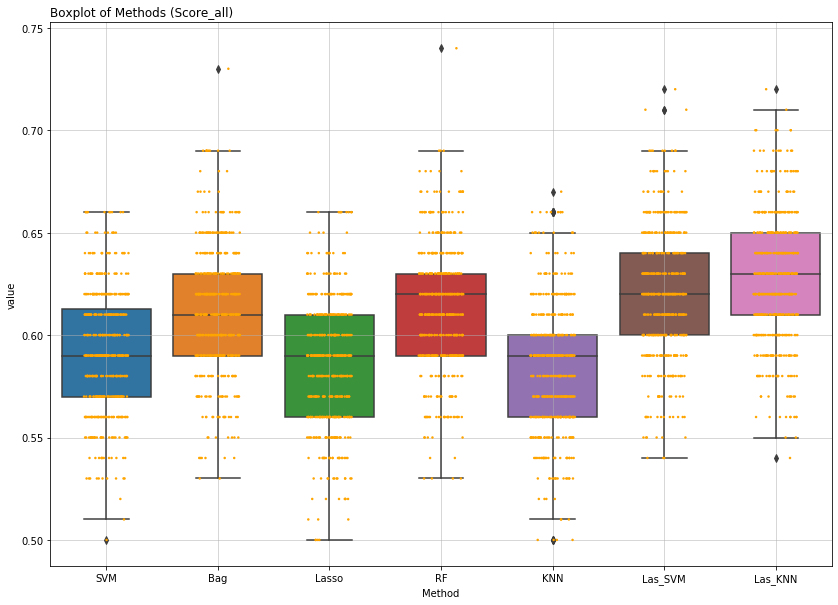 Boxplot of Methods (Score_all)
0.75
0.70
0.65
0.60
0.55
0.50
value
SVM Bag Lasso RF KNN Las_SVM Las_KNN
Method